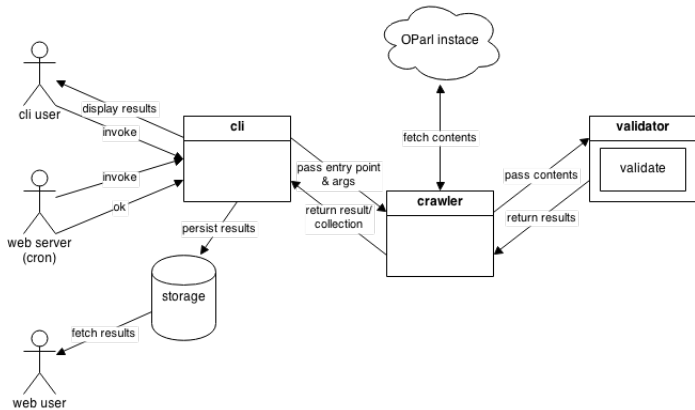 OParl instace
cli user
display results
invoke
cli
fetch contents
validator
validate
pass entry point
& args
pass contents
invoke
ok
web server
(cron)
return result/
collection
crawler
return results
persist results
storage
fetch results
web user